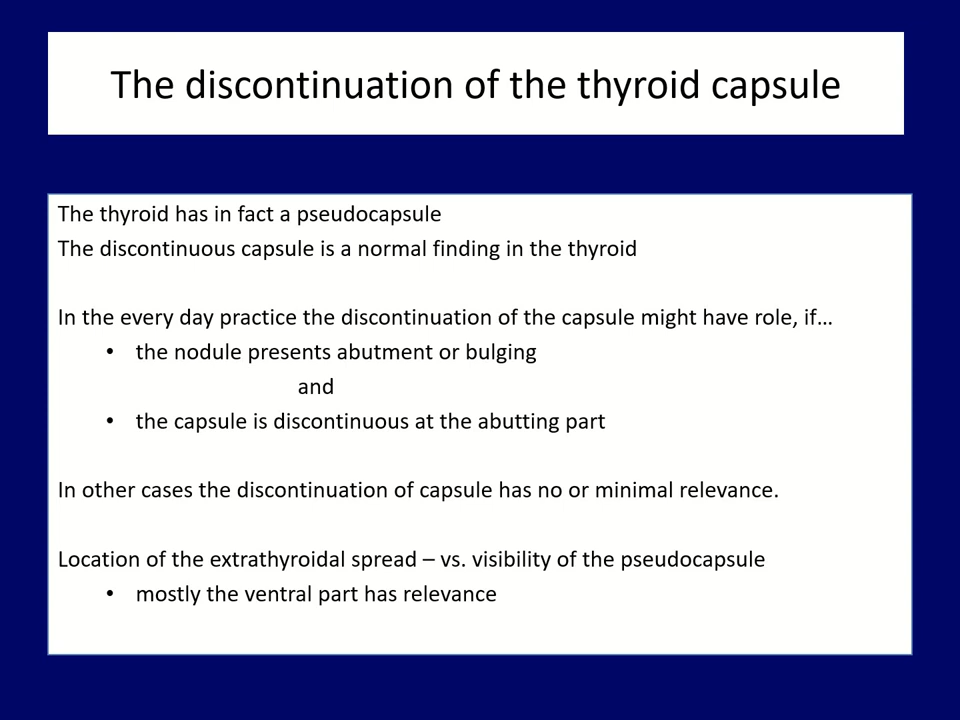 The discontinuation of the thyroid capsule
The thyroid has in fact a pseudocapsule
The discontinuous capsule is a normal finding in the thyroid
In the every day practice the discontinuation of the capsule might have role, if…
• the nodule presents abutment or bulging
and
• the capsule is discontinuous at the abutting part
In other cases the discontinuation of capsule has no or minimal relevance.
Location of the extrathyroidal spread – vs. visibility of the pseudocapsule
• mostly the ventral part has relevance